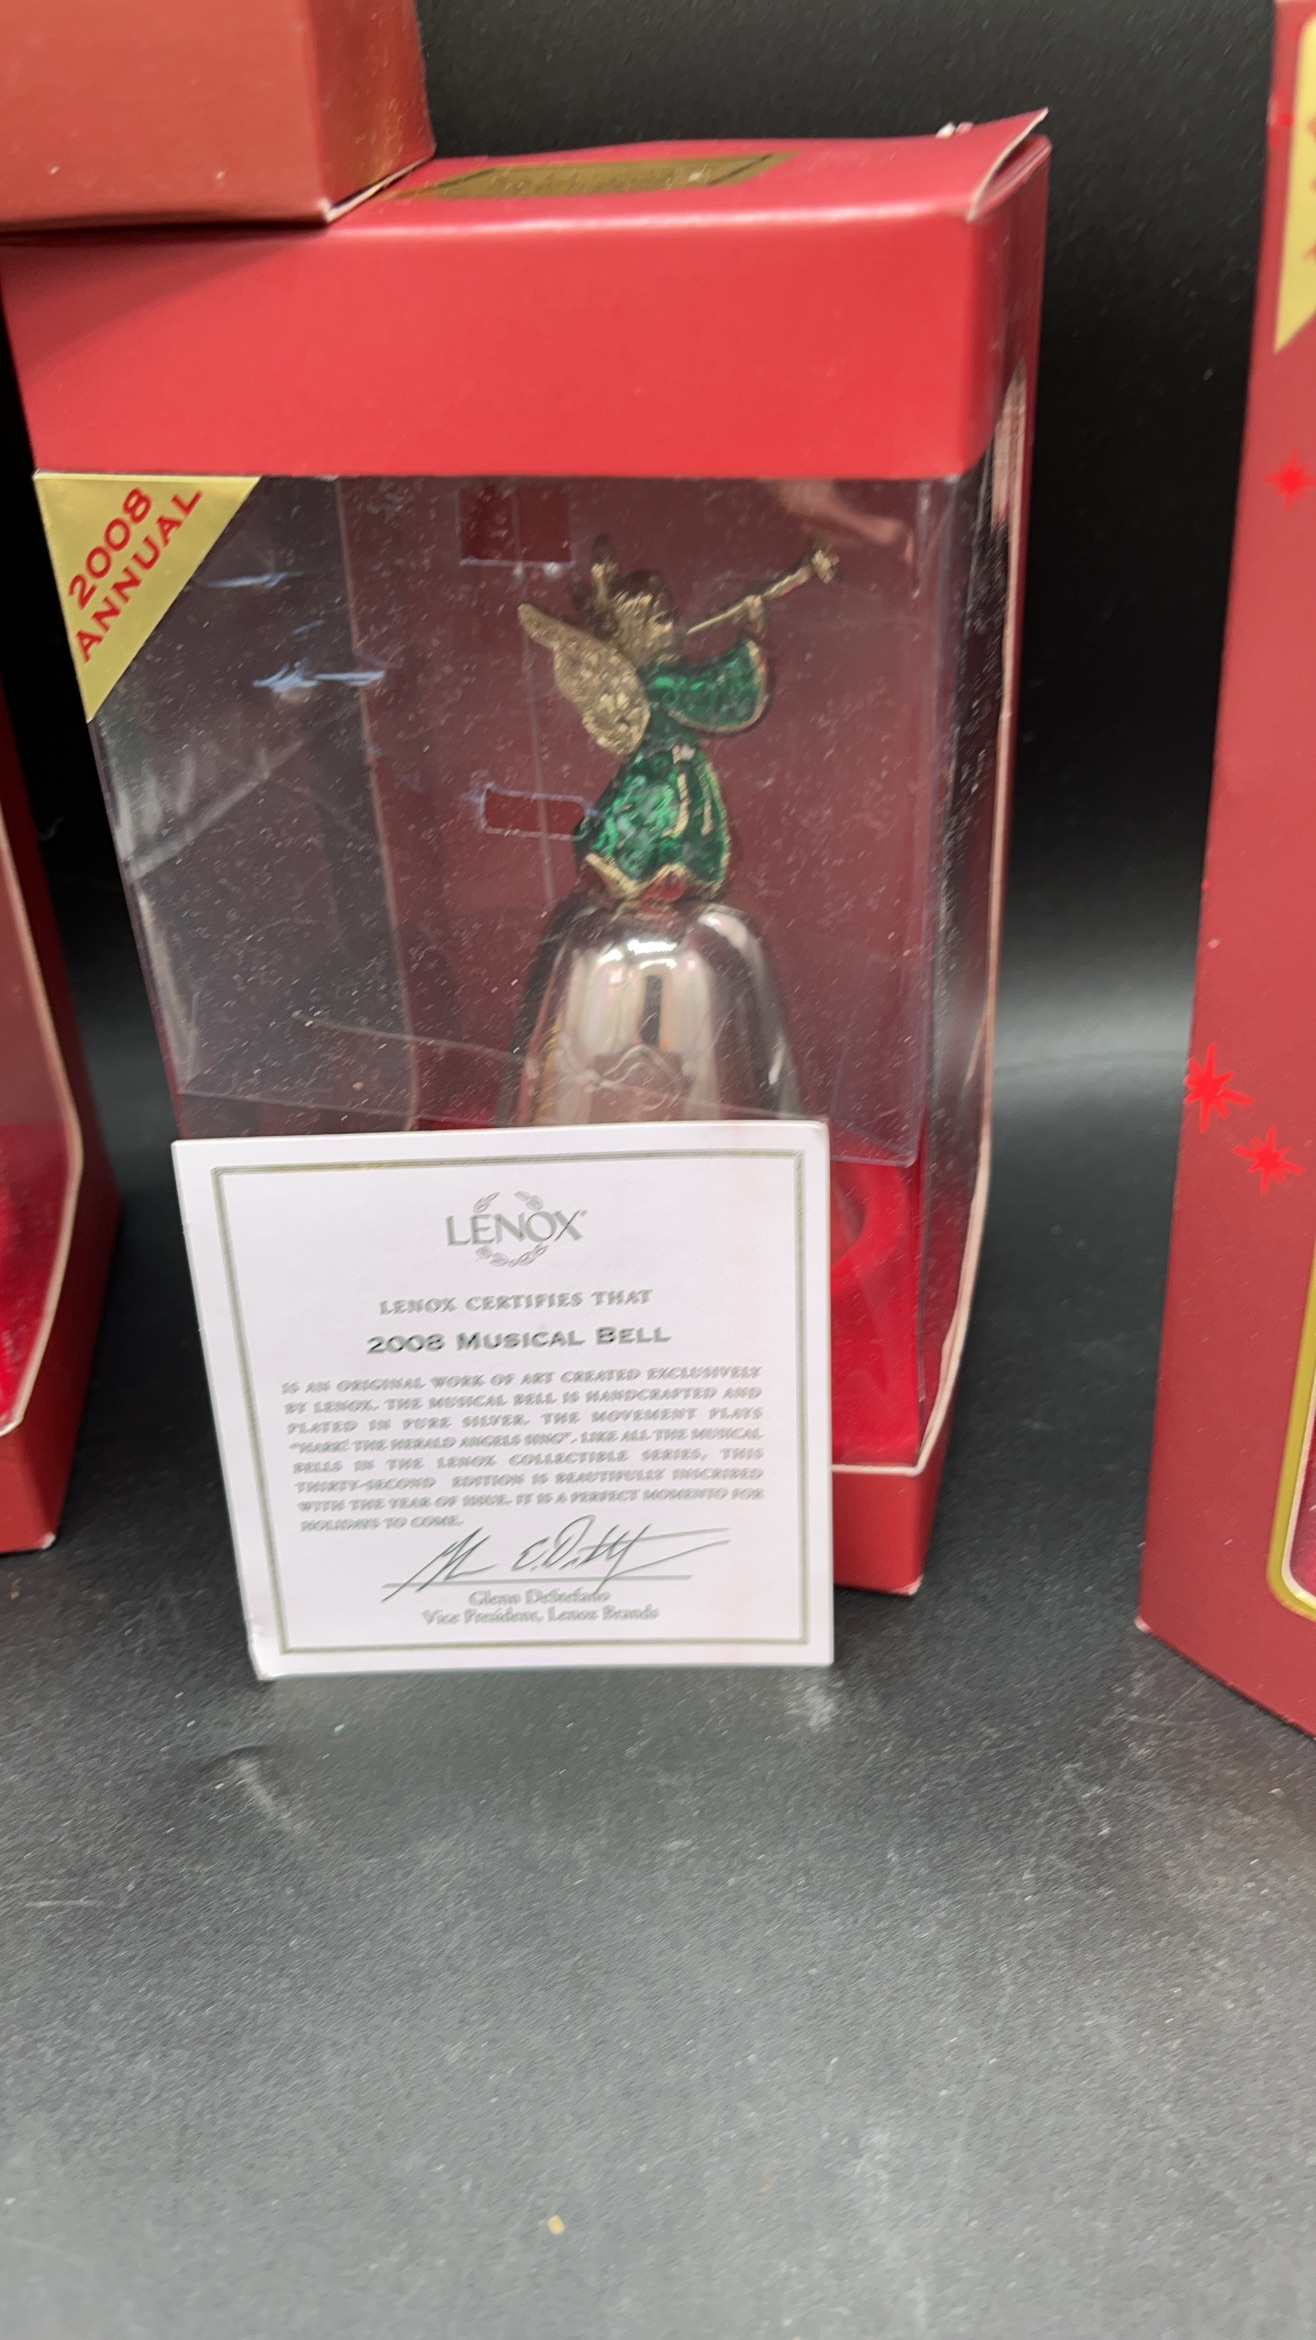 2008
ANNUAL
LENOX®
LENOX CERTIFIES THAT
2008 MUSICAL BELL
IS AN ORIGINAL WORK OF ART CREATED EXCLUSIVELY
BY LENOX. THE MUSICAL BELL IS HANDCRAFTED AND
PLATED IN PURE SILVER. THE MOVEMENT PLAYS
"HARK! THE HERALD ANGELS SING". LIKE ALL THE MUSICAL
BELLS IN THE LENOX COLLECTIBLE SERIES, THIS
THIRTY-SECOND EDITION IS BEAUTIFULLY INSCRIBED
WITH THE YEAR OF ISSUE. IT IS A PERFECT MOMENTO FOR
HOLIDAYS TO COME.
Glenn DeStefano
Vice President, Lenox Brands